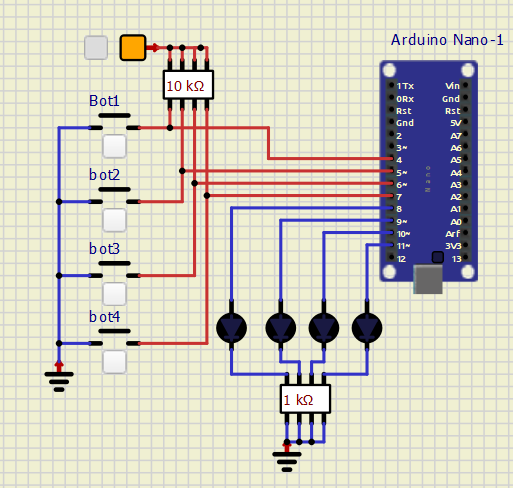 Arduino Nano-1
10 kΩ
Bot1
bot2
bot3
bot4
1Tx Vin
0Rx Gnd
Rst Rst
Gnd 5V
2 A7
3~ A6
4 A5
5~ A4
6~ A3
7 A2
8 A1
9~ A0
10~ Arf
11~ 3V3
12 13
Nano
1 kΩ